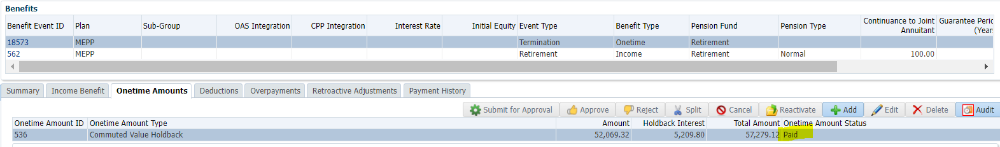 Benefits
Benefit Event ID Plan Sub-Group OAS Integration CPP Integration Interest Rate Initial Equity Event Type Benefit Type Pension Fund Pension Type Continuance to Joint Annuitant Guarantee Peric (Year
18573 MEPP Termination Onetime Retirement
562 MEPP Retirement Income Retirement Normal 100.00
Summary Income Benefit Onetime Amounts Deductions Overpayments Retroactive Adjustments Payment History
Submit for Approval Approve Reject Split Cancel Reactivate Add Edit Delete Audit
Onetime Amount ID Onetime Amount Type Amount Holdback Interest Total Amount Onetime Amount Status
536 Commuted Value Holdback 52,069.32 5,209.80 57,279.12 Paid